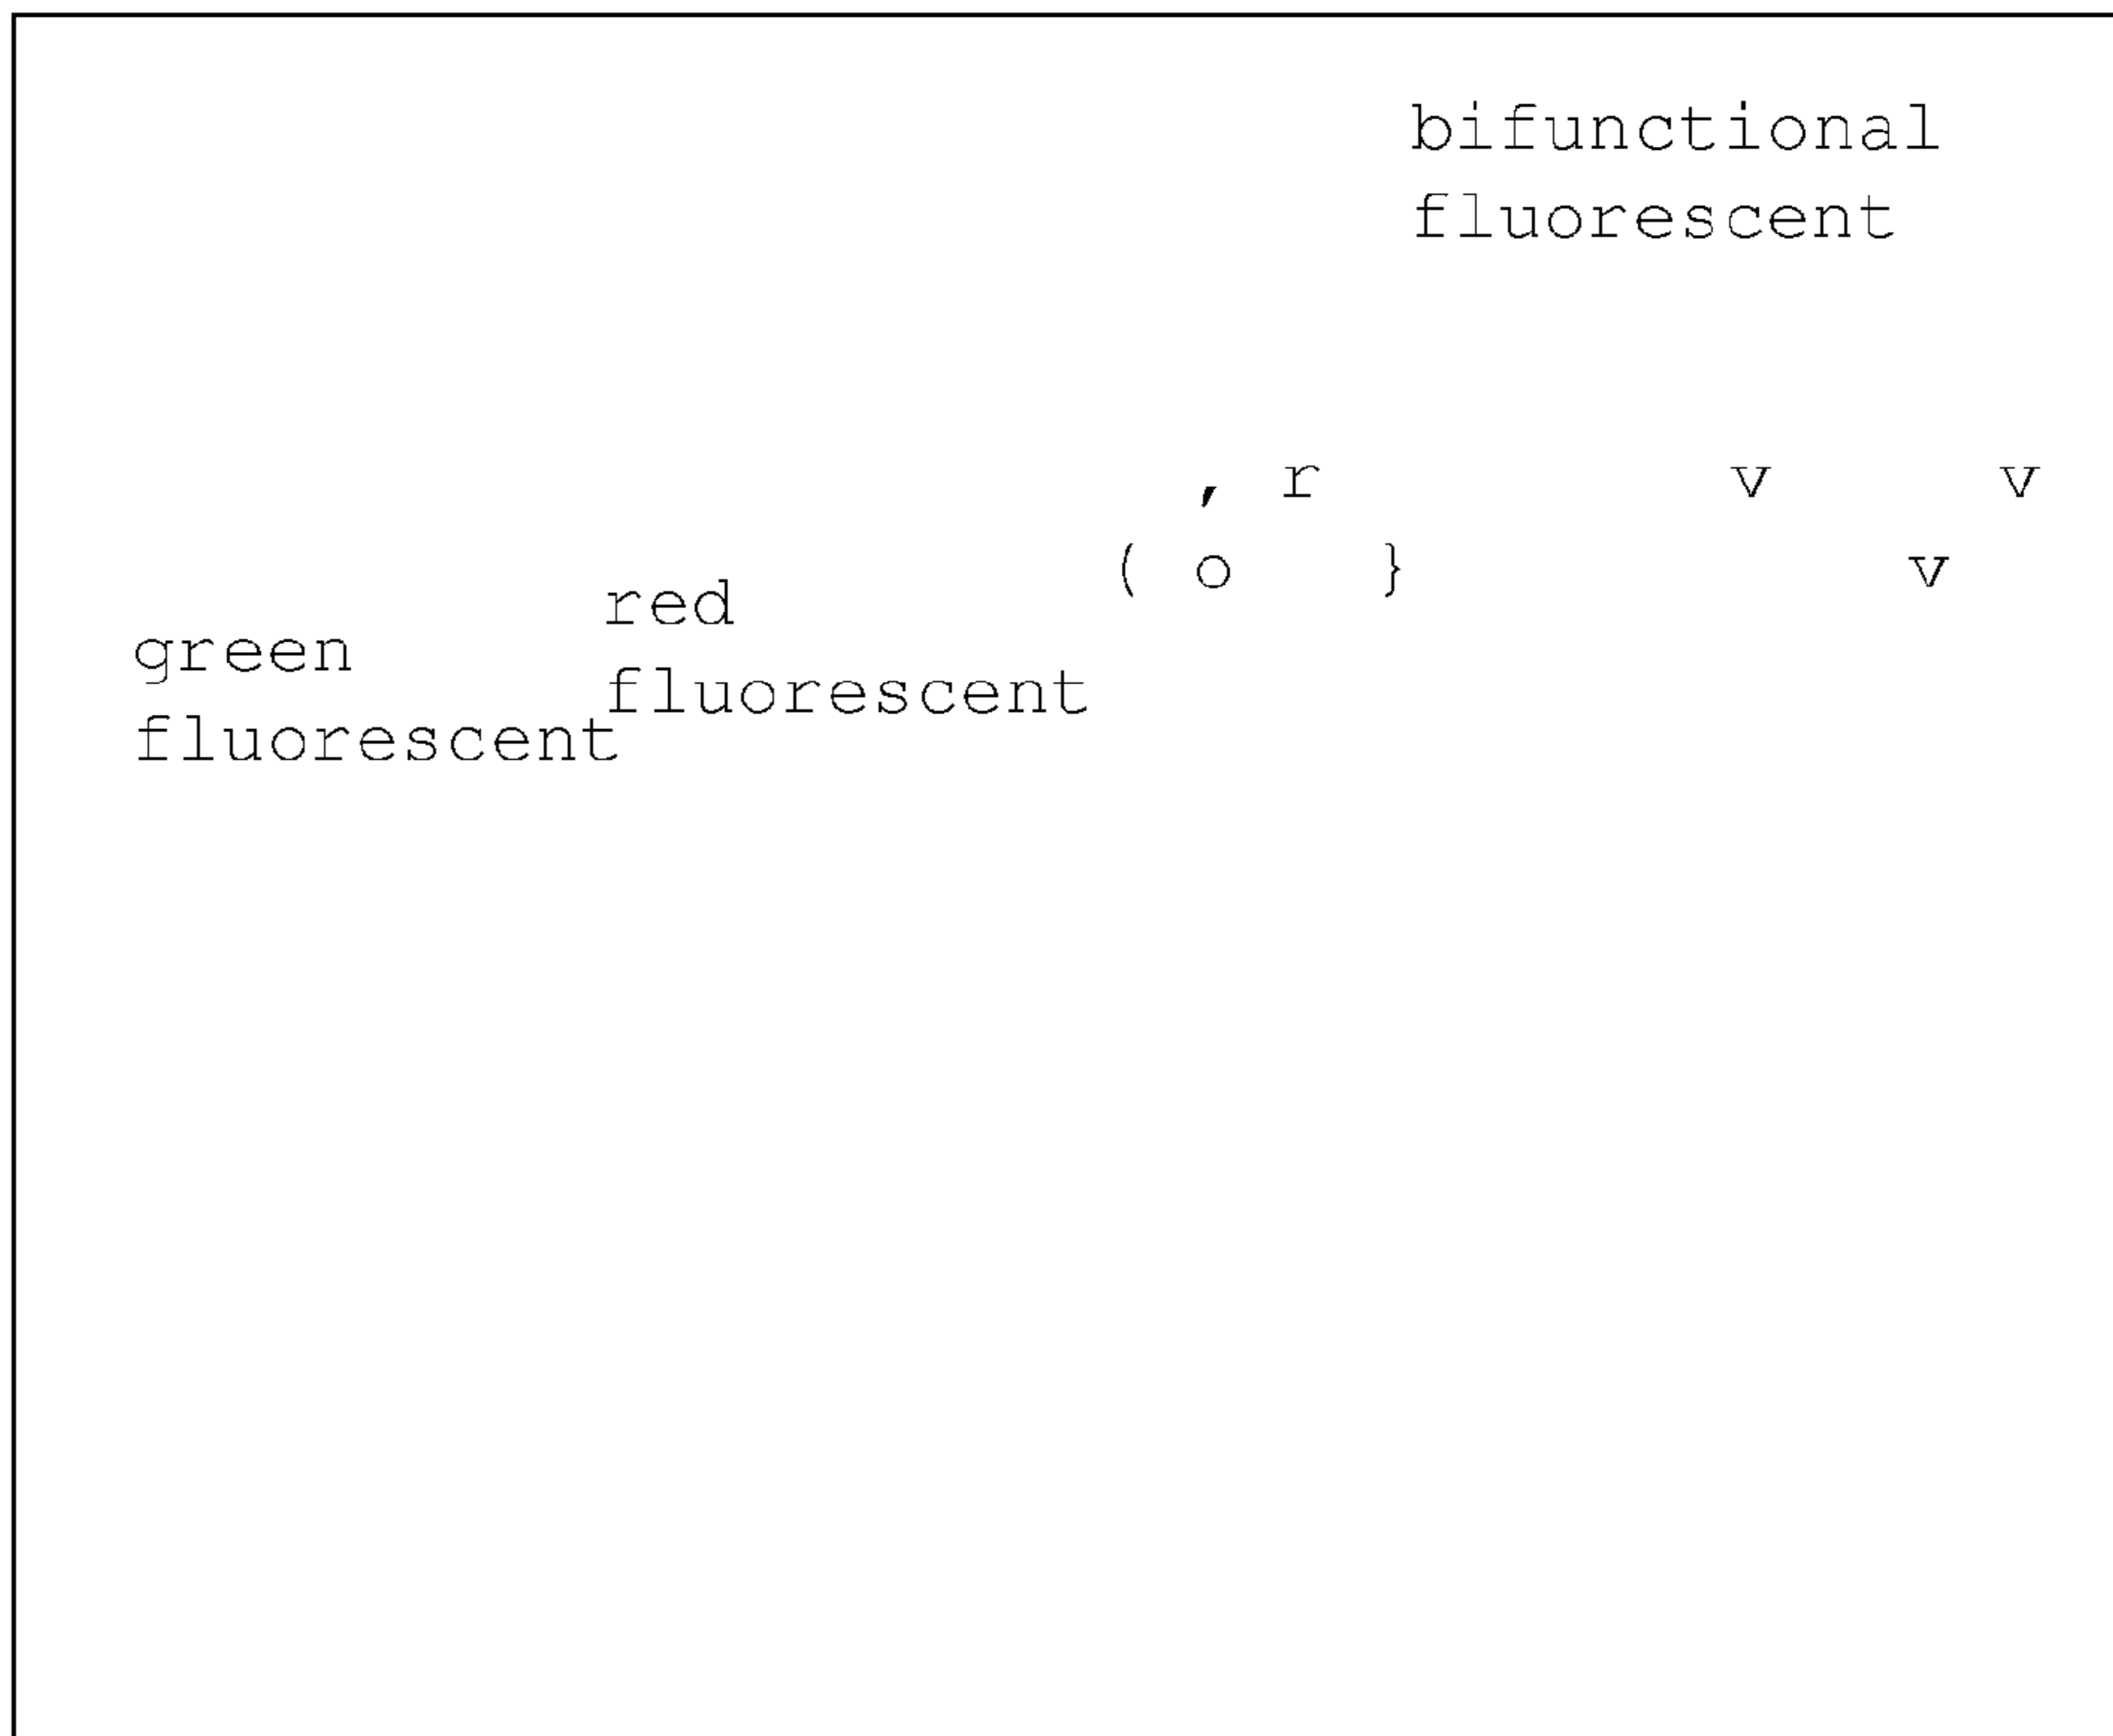 bifunctional
fluorescent
, r v v
( o } v
red
fluorescent
green
fluorescent